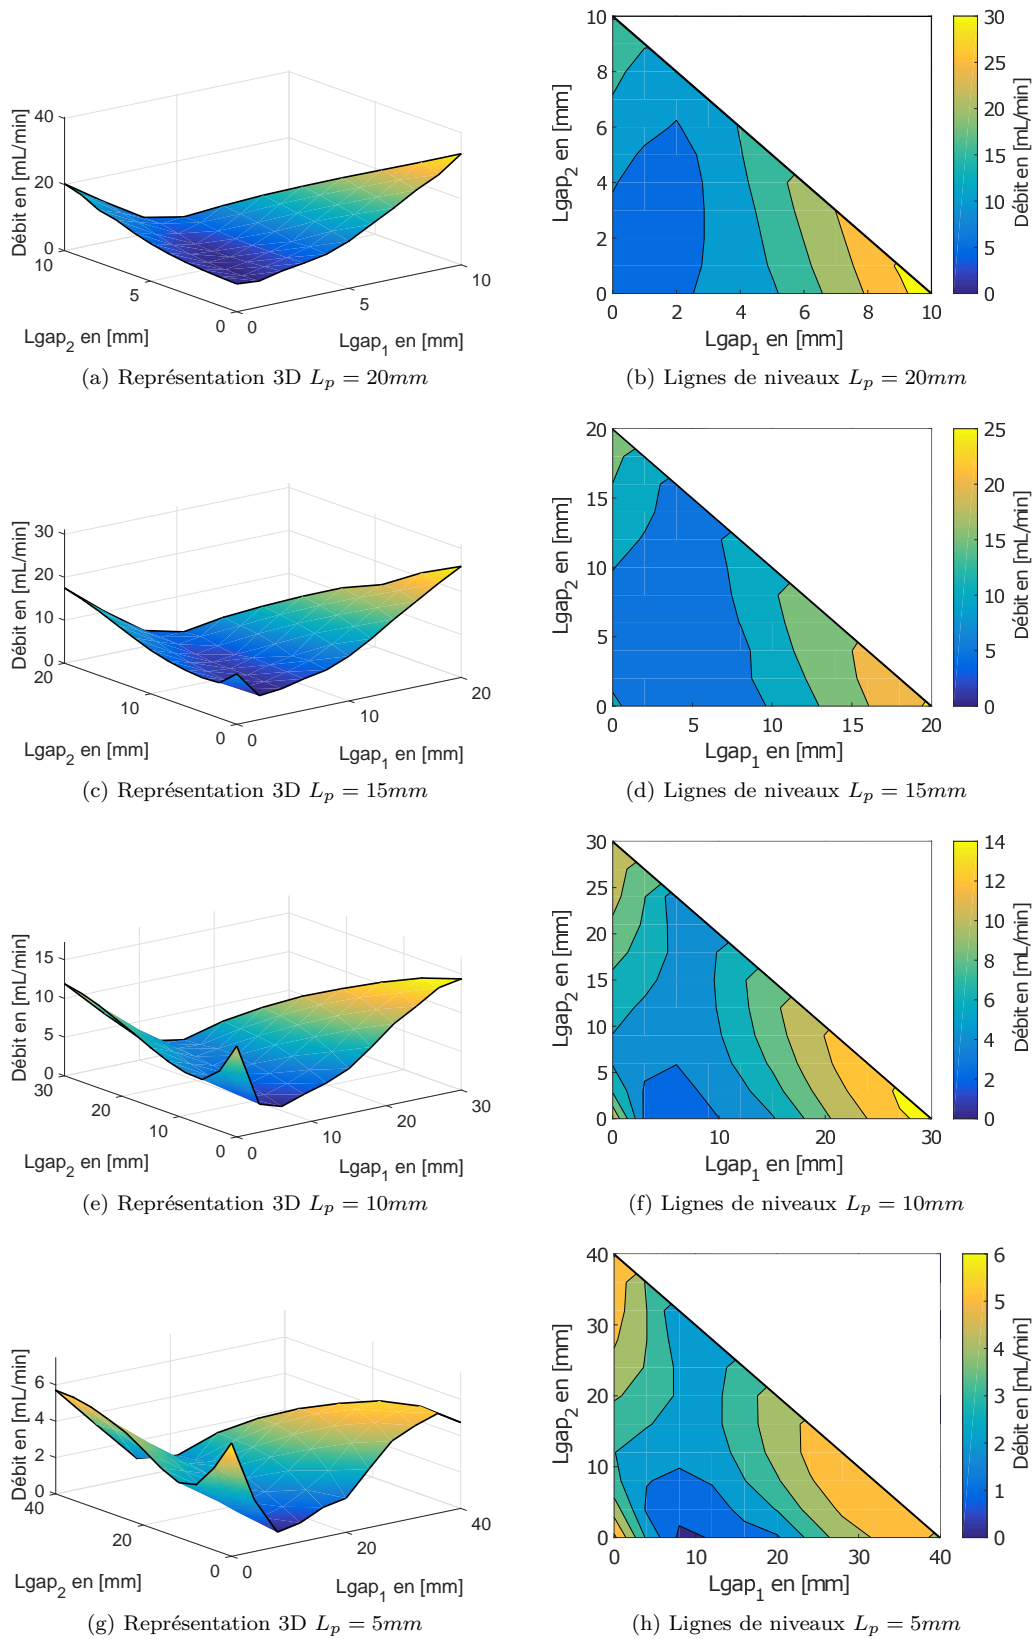 40
20
0
Débit en [mL/min]
10
5
0
0
5
10
Lgap2 en [mm]
Lgap1 en [mm]
(a) Représentation 3D Lp = 20mm
10
8
6
4
2
0
Lgap2 en [mm]
0 2 4 6 8 10
Lgap1 en [mm]
30
25
20
15
10
5
0
Débit en [mL/min]
(b) Lignes de niveaux Lp = 20mm
30
20
10
0
Débit en [mL/min]
20
10
0
0
10
20
Lgap2 en [mm]
Lgap1 en [mm]
(c) Représentation 3D Lp = 15mm
20
15
10
5
0
Lgap2 en [mm]
0 5 10 15 20
Lgap1 en [mm]
25
20
15
10
5
0
Débit en [mL/min]
(d) Lignes de niveaux Lp = 15mm
15
10
5
0
Débit en [mL/min]
30
20
10
0
0
10
20
30
Lgap2 en [mm]
Lgap1 en [mm]
(e) Représentation 3D Lp = 10mm
30
25
20
15
10
5
0
Lgap2 en [mm]
0 10 20 30
Lgap1 en [mm]
14
12
10
8
6
4
2
0
Débit en [mL/min]
(f) Lignes de niveaux Lp = 10mm
6
4
2
0
Débit en [mL/min]
40
20
0
0
20
40
Lgap2 en [mm]
Lgap1 en [mm]
(g) Représentation 3D Lp = 5mm
40
30
20
10
0
Lgap2 en [mm]
0 10 20 30 40
Lgap1 en [mm]
6
5
4
3
2
1
0
Débit en [mL/min]
(h) Lignes de niveaux Lp = 5mm